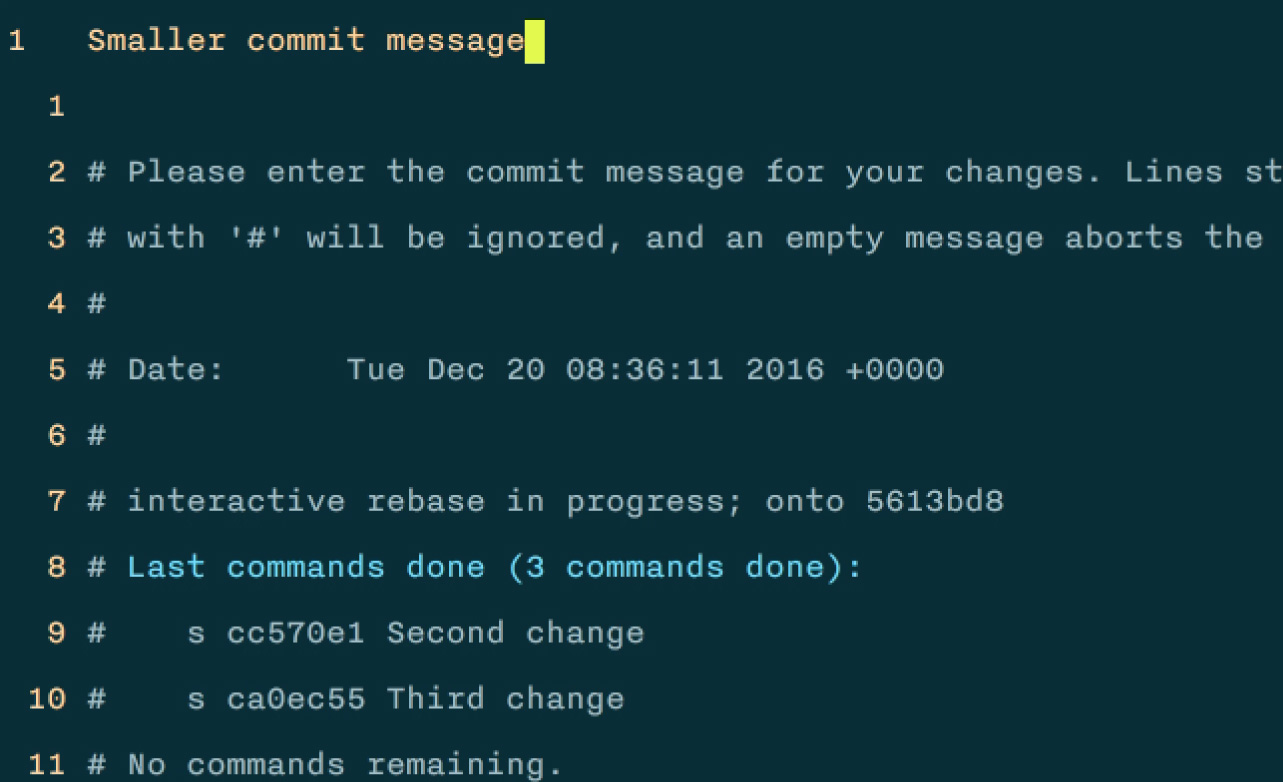 1 Smaller commit message
1
2 # Please enter the commit message for your changes. Lines
3 # with '#' will be ignored, and an empty message aborts the
4 #
5 # Date: Tue Dec 20 08:36:11 2016 +0000
6 #
7 # interactive rebase in progress; onto 5613bd8
8 # Last commands done (3 commands done):
9 # s cc570e1 Second change
10 # s ca0ec55 Third change
11 # No commands remaining.